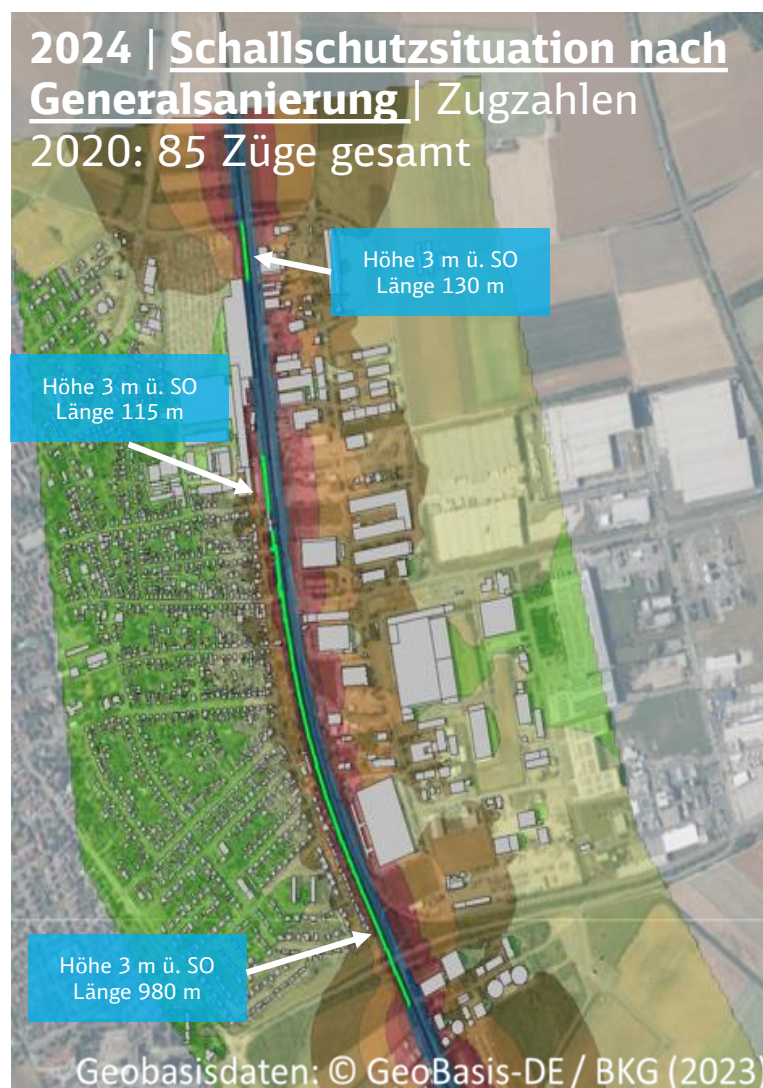 2024 | Schallschutzsituation nach
Generalsanierung | Zugzahlen
2020: 85 Züge gesamt
Höhe 3 m ü. SO
Länge 130 m
Höhe 3 m ü. SO
Länge 115 m
Höhe 3 m ü. SO
Länge 980 m
Geobasisdaten: © GeoBasis-DE / BKG (2023)